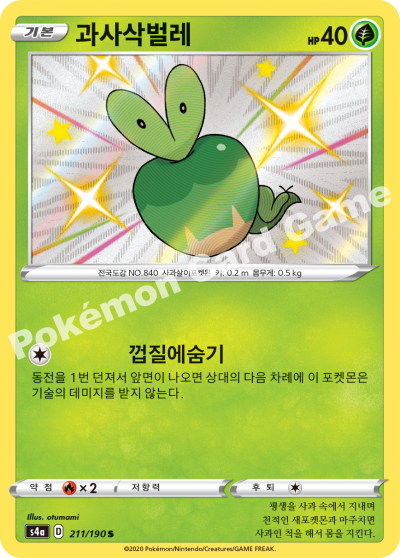 기본 과사삭벌레 HP 40
전국도감 NO.840 사과살이포켓몬 키: 0.2 m 몸무게: 0.5 kg
Pokémon Card Game
껍질에숨기
동전을 1번 던져서 앞면이 나오면 상대의 다음 차례에 이 포켓몬은
기술의 데미지를 받지 않는다.
약점 ×2 저항력 후퇴
Illus. otumami
s4a D 211/190 S
평생을 사과 속에서 지내며
천적인 새포켓몬과 마주치면
사과인 척을 해서 몸을 지킨다.
©2020 Pokémon/Nintendo/Creatures/GAME FREAK.